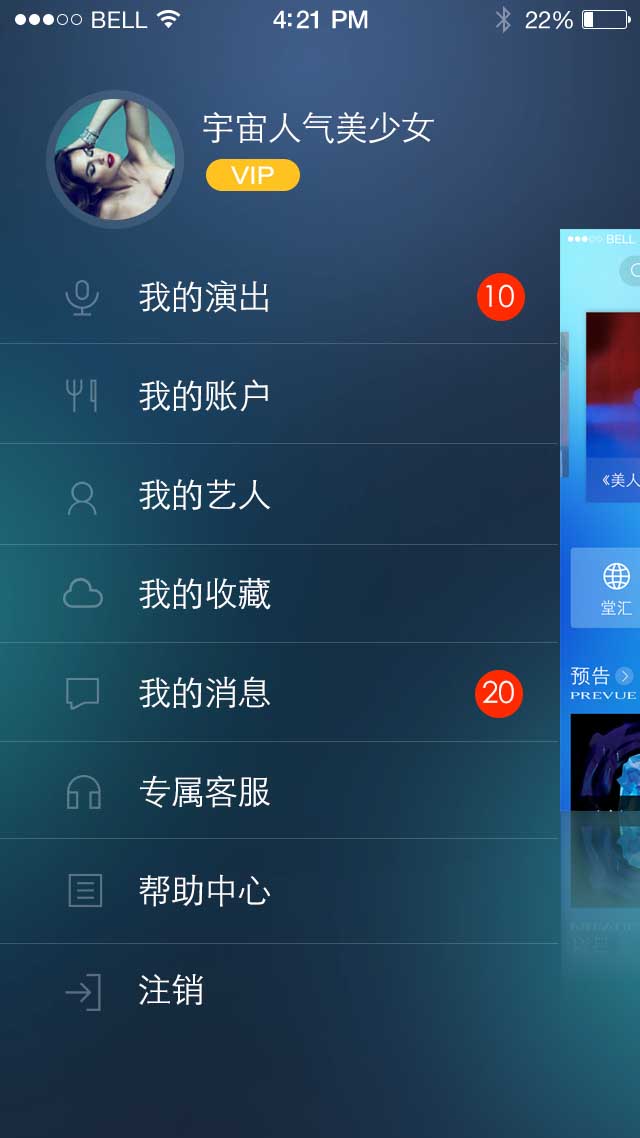 BELL 4:21 PM 22%
宇宙人气美少女
VIP
我的演出 10
我的账户
我的艺人
我的收藏
我的消息 20
专属客服
帮助中心
注销
BELL
《美人
堂汇
预告
PREVUE